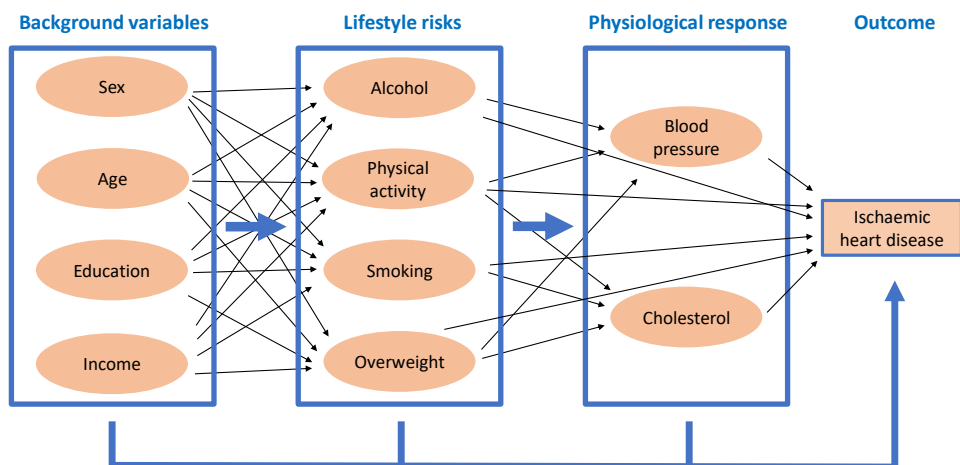 Background variables
Lifestyle risks
Physiological response
Outcome
Sex
Age
Education
Income
Alcohol
Physical
activity
Smoking
Overweight
Blood
pressure
Cholesterol
Ischaemic
heart disease